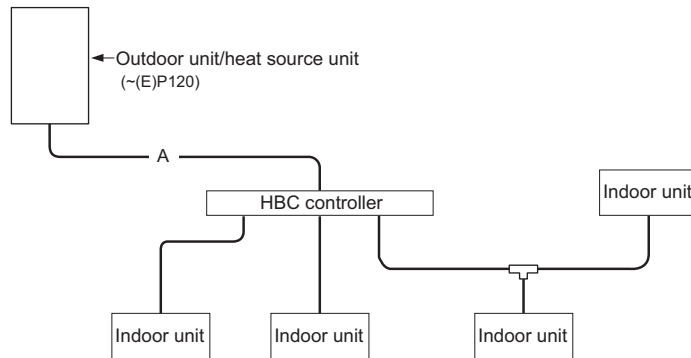 Outdoor unit/heat source unit
(~(E)P120)
A
HBC controller
Indoor unit
Indoor unit
Indoor unit
Indoor unit